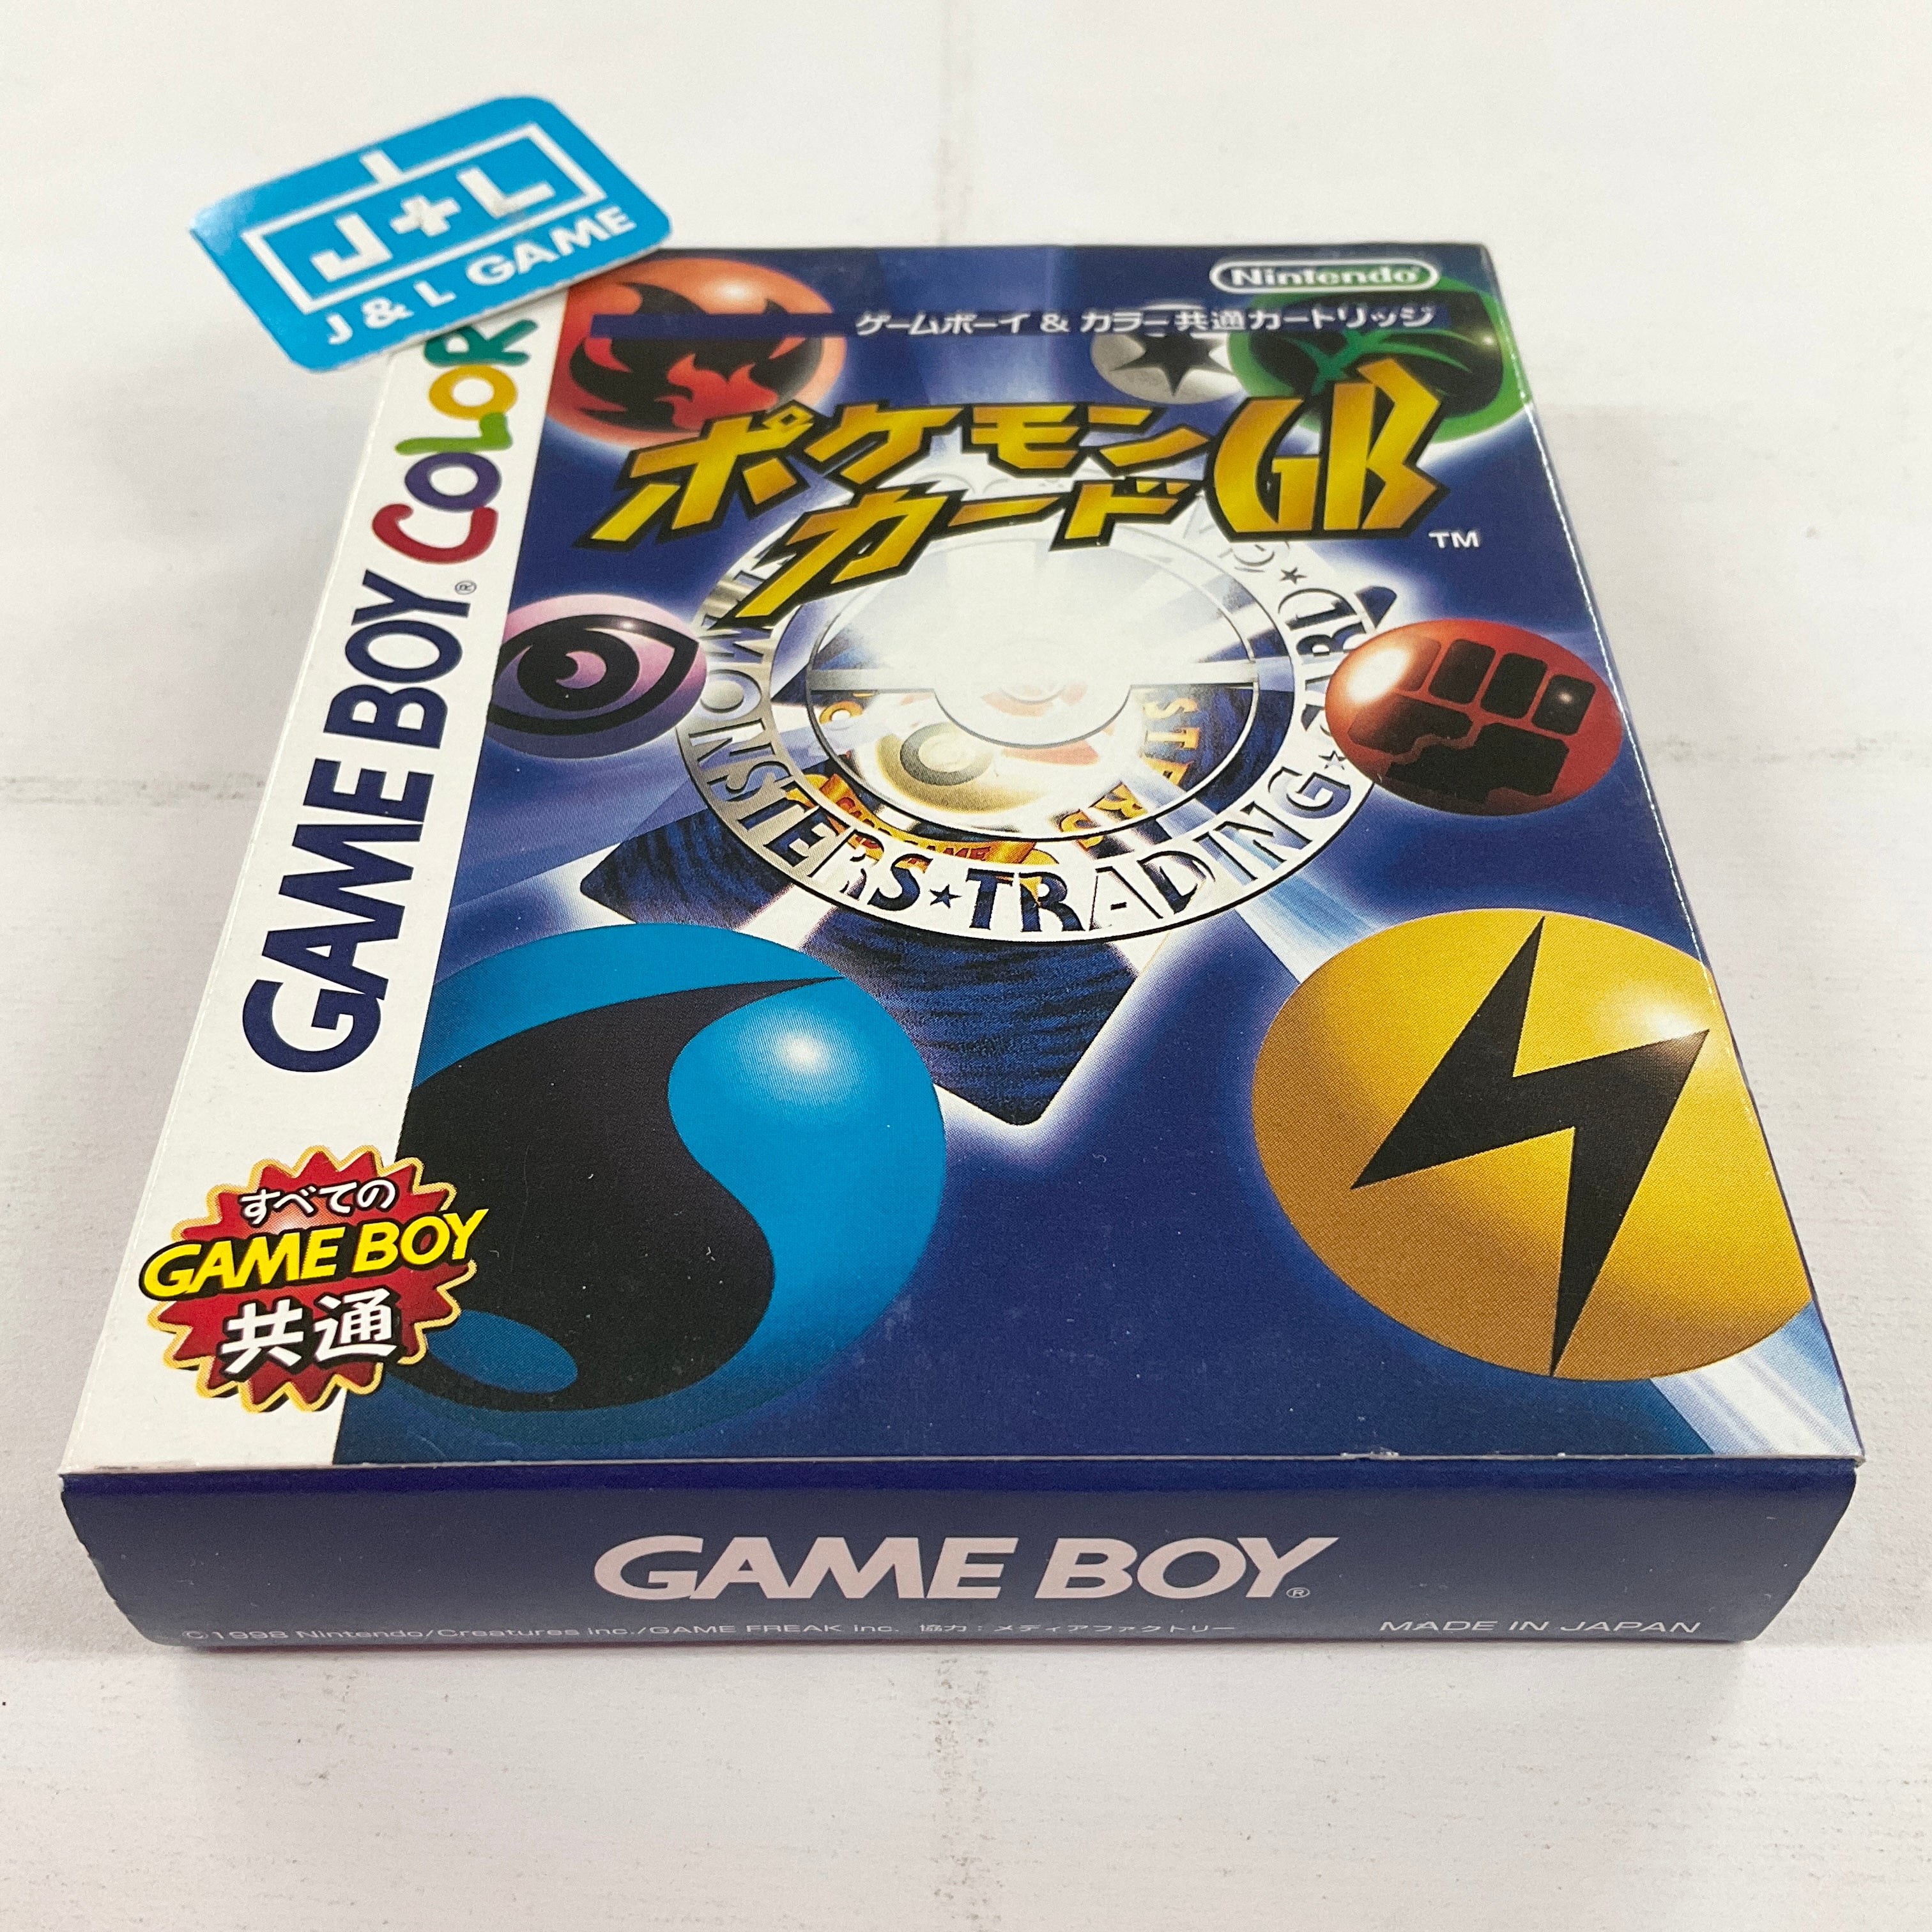 J+L
J & L GAME
Nintendo®
ゲームボーイ & カラー共通カートリッジ
ポケモン
カードGB
TM
GAME BOY® COLOR
MONSTERS★TRADING★CARD★
すべての
GAME BOY
共通
GAME BOY®
©1998 Nintendo/Creatures inc./GAME FREAK inc. 協力:メディアファクトリー
MADE IN JAPAN